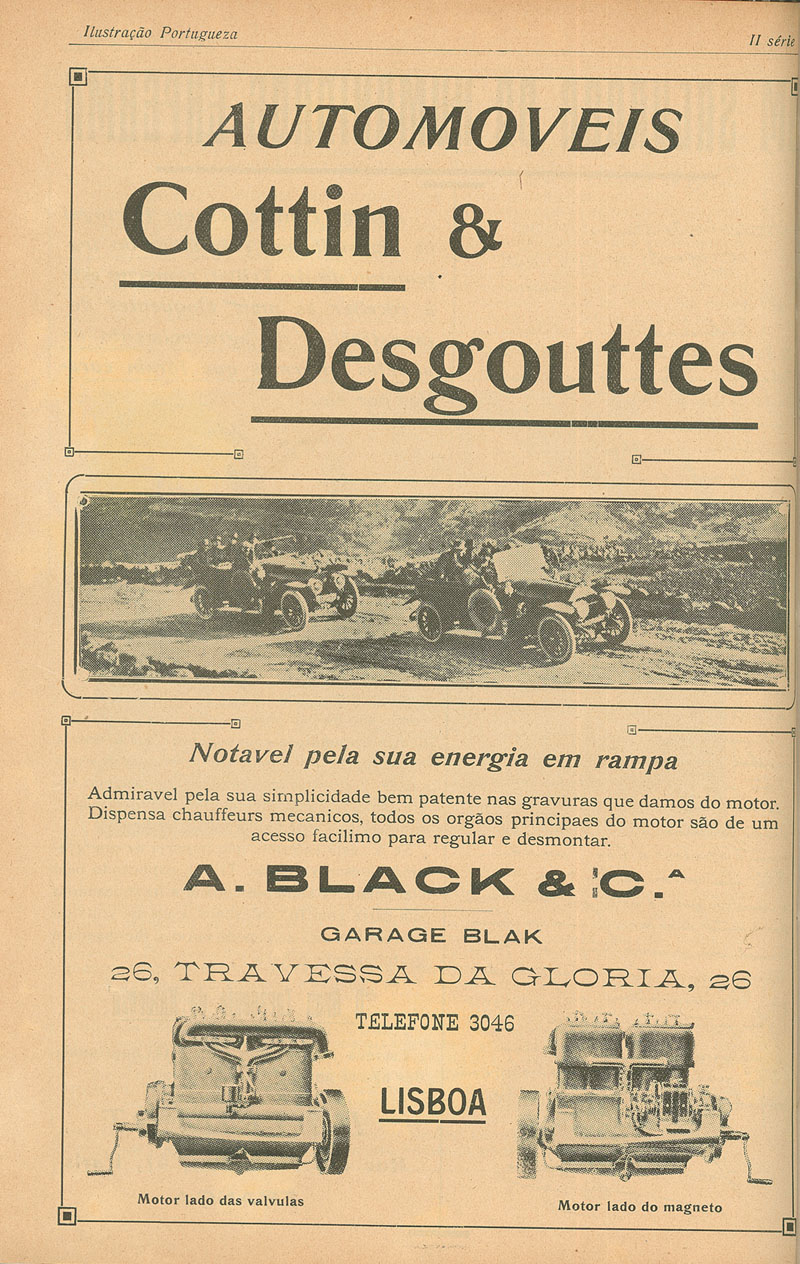 Ilustração Portugueza
II série
AUTOMOVEIS
Cottin &
Desgouttes
Notavel pela sua energia em rampa
Admiravel pela sua simplicidade bem patente nas gravuras que damos do motor.
Dispensa chauffeurs mecanicos, todos os orgãos principaes do motor são de um
acesso facilimo para regular e desmontar.
A. BLACK & C.ᴬ
GARAGE BLAK
26, TRAVESSA DA GLORIA, 26
TELEFONE 3046
LISBOA
Motor lado das valvulas
Motor lado do magneto